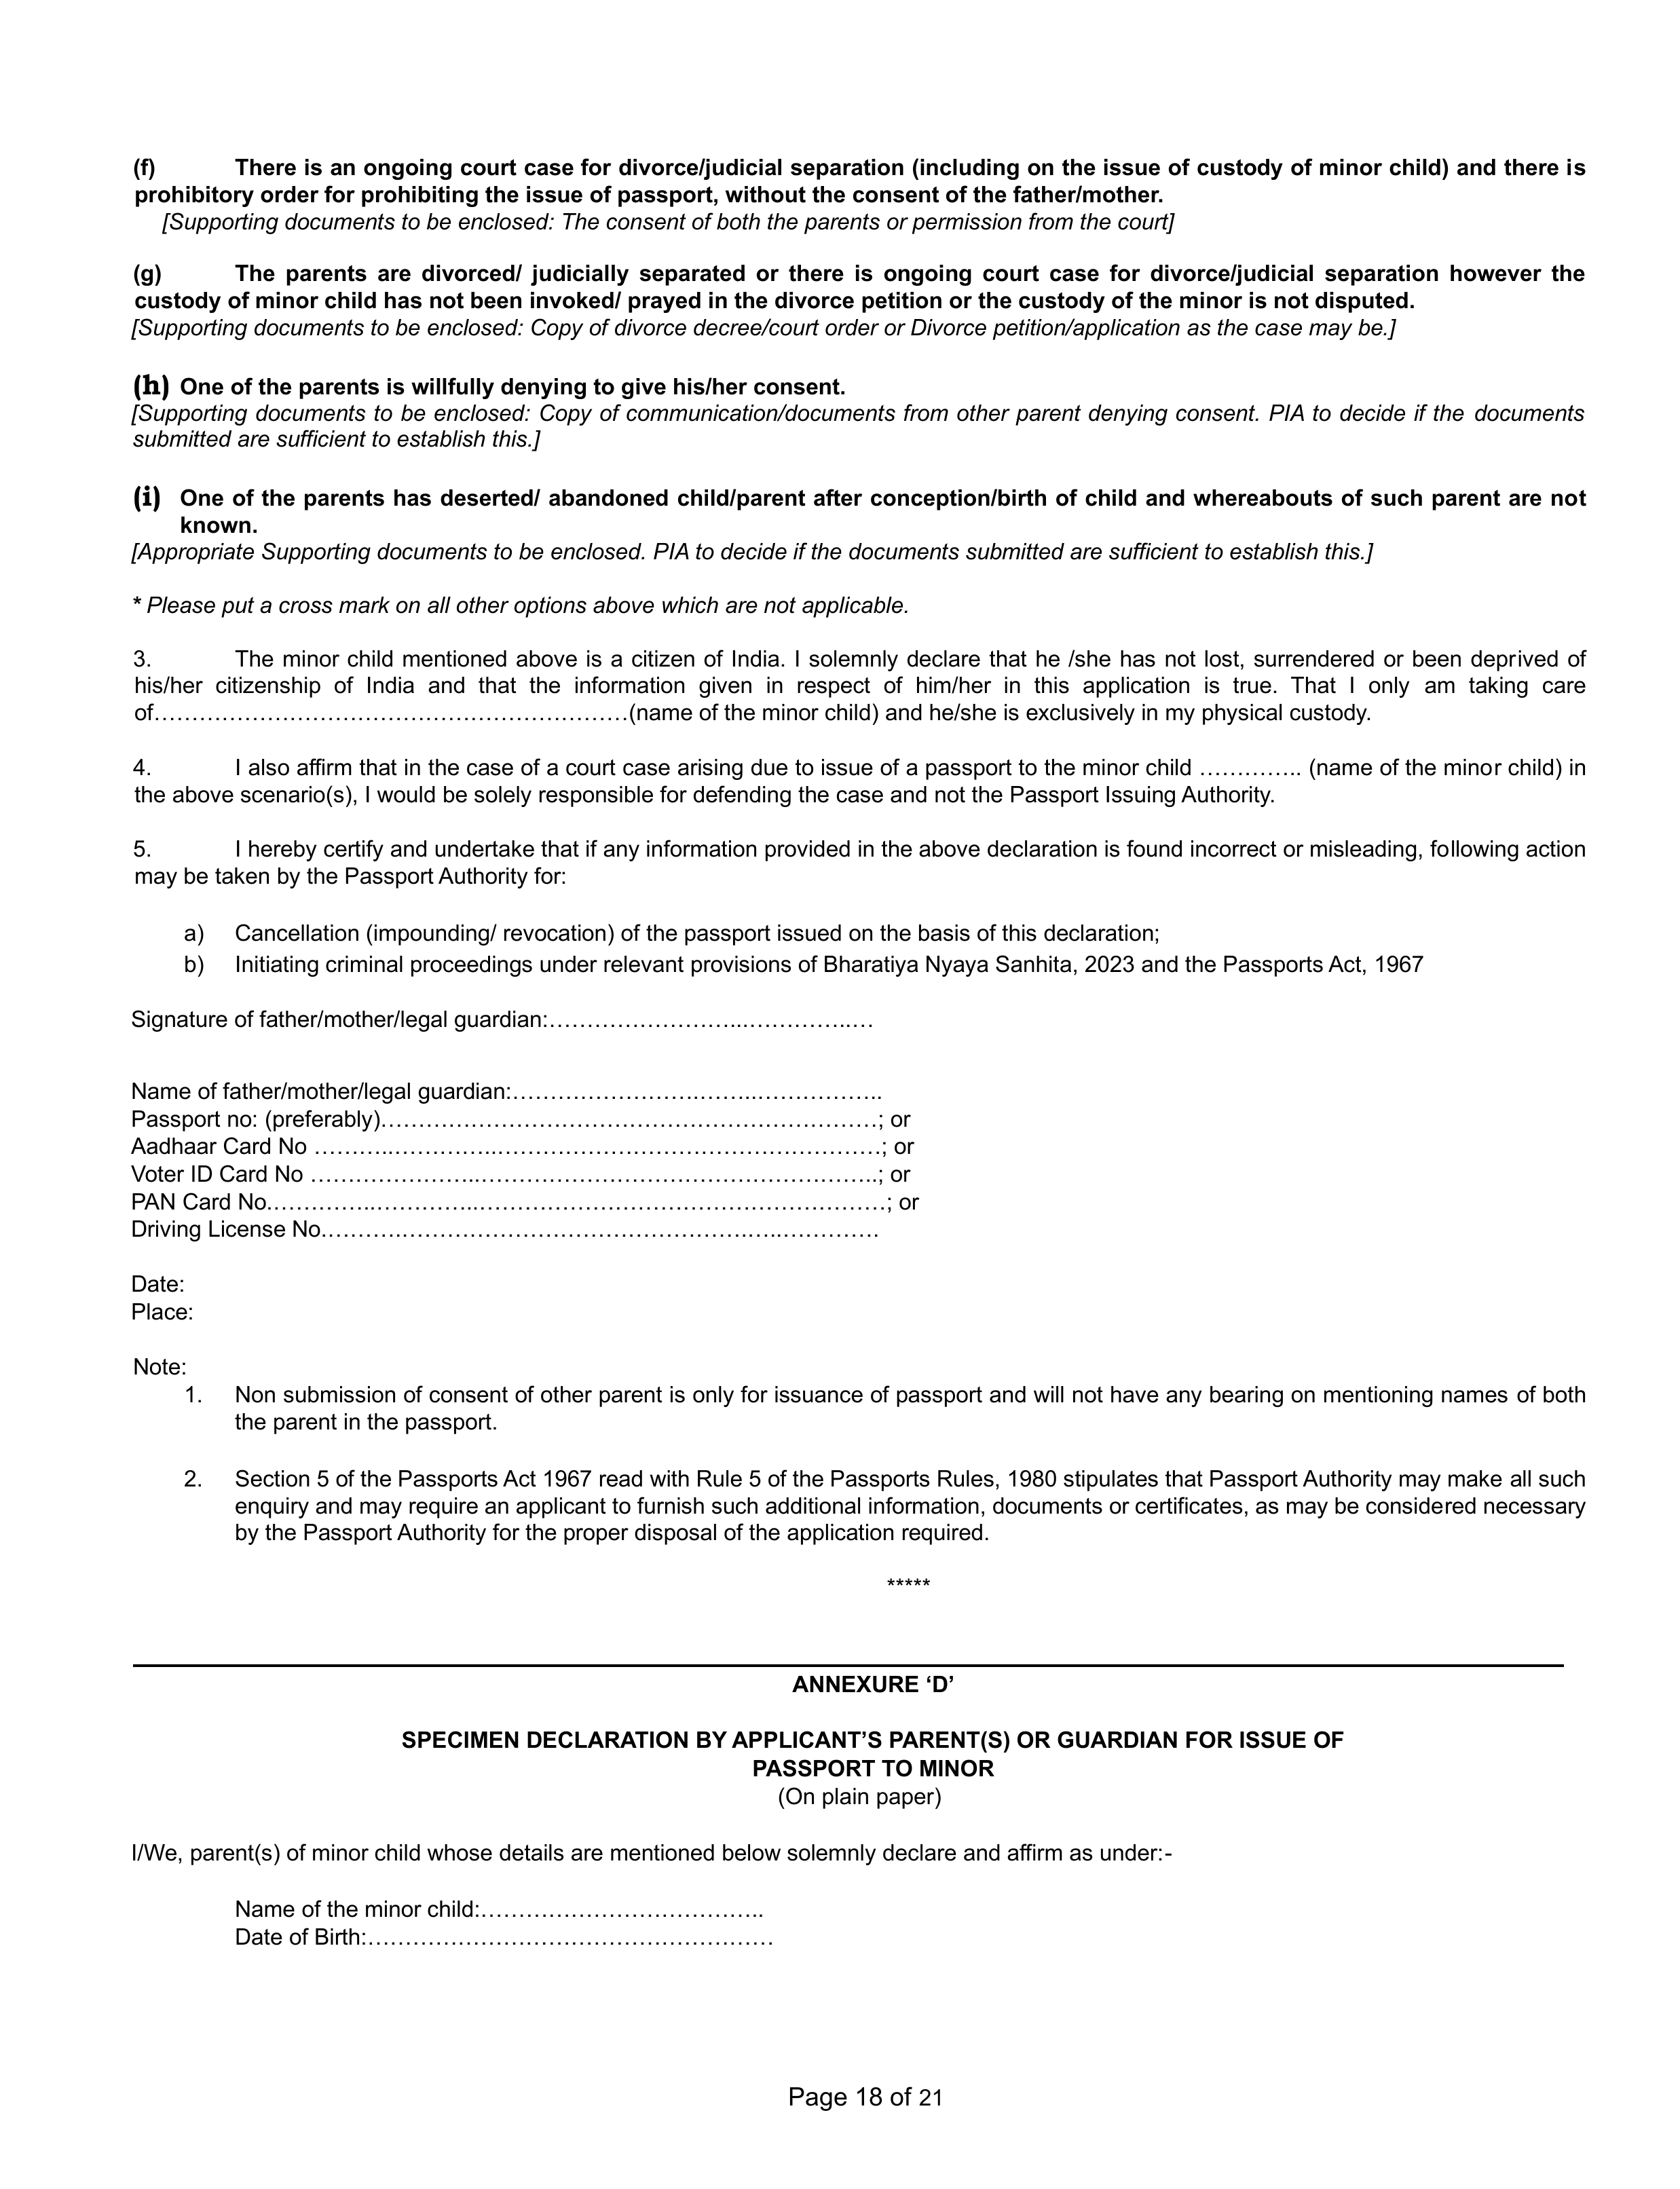 (f) There is an ongoing court case for divorce/judicial separation (including on the issue of custody of minor child) and there is
prohibitory order for prohibiting the issue of passport, without the consent of the father/mother.
[Supporting documents to be enclosed: The consent of both the parents or permission from the court]
(g) The parents are divorced/ judicially separated or there is ongoing court case for divorce/judicial separation however the
custody of minor child has not been invoked/ prayed in the divorce petition or the custody of the minor is not disputed.
[Supporting documents to be enclosed: Copy of divorce decree/court order or Divorce petition/application as the case may be.]
(h) One of the parents is willfully denying to give his/her consent.
[Supporting documents to be enclosed: Copy of communication/documents from other parent denying consent. PIA to decide if the documents
submitted are sufficient to establish this.]
(i) One of the parents has deserted/ abandoned child/parent after conception/birth of child and whereabouts of such parent are not
known.
[Appropriate Supporting documents to be enclosed. PIA to decide if the documents submitted are sufficient to establish this.]
* Please put a cross mark on all other options above which are not applicable.
3. The minor child mentioned above is a citizen of India. I solemnly declare that he /she has not lost, surrendered or been deprived of
his/her citizenship of India and that the information given in respect of him/her in this application is true. That I only am taking care
of……………………………………………………(name of the minor child) and he/she is exclusively in my physical custody.
4. I also affirm that in the case of a court case arising due to issue of a passport to the minor child ………….. (name of the minor child) in
the above scenario(s), I would be solely responsible for defending the case and not the Passport Issuing Authority.
5. I hereby certify and undertake that if any information provided in the above declaration is found incorrect or misleading, following action
may be taken by the Passport Authority for:
a) Cancellation (impounding/ revocation) of the passport issued on the basis of this declaration;
b) Initiating criminal proceedings under relevant provisions of Bharatiya Nyaya Sanhita, 2023 and the Passports Act, 1967
Signature of father/mother/legal guardian:……………………..…………..…
Name of father/mother/legal guardian:…………………….……..……………..
Passport no: (preferably)………………………………………………………; or
Aadhaar Card No ………..…………..…………………………………………; or
Voter ID Card No …………………..…………………………………………..; or
PAN Card No…………..…………..……………………………………………; or
Driving License No……….…………………………………….…..………….
Date:
Place:
Note:
1. Non submission of consent of other parent is only for issuance of passport and will not have any bearing on mentioning names of both
the parent in the passport.
2. Section 5 of the Passports Act 1967 read with Rule 5 of the Passports Rules, 1980 stipulates that Passport Authority may make all such
enquiry and may require an applicant to furnish such additional information, documents or certificates, as may be considered necessary
by the Passport Authority for the proper disposal of the application required.
*****
ANNEXURE ‘D’
SPECIMEN DECLARATION BY APPLICANT’S PARENT(S) OR GUARDIAN FOR ISSUE OF
PASSPORT TO MINOR
(On plain paper)
I/We, parent(s) of minor child whose details are mentioned below solemnly declare and affirm as under:-
Name of the minor child:……………………………..
Date of Birth:……………………………………………
Page 18 of 21